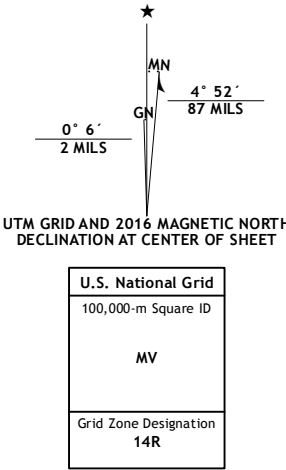 ★
MN
4° 52´
87 MILS
GN
0° 6´
2 MILS
UTM GRID AND 2016 MAGNETIC NORTH
DECLINATION AT CENTER OF SHEET
U.S. National Grid
100,000-m Square ID
MV
Grid Zone Designation
14R